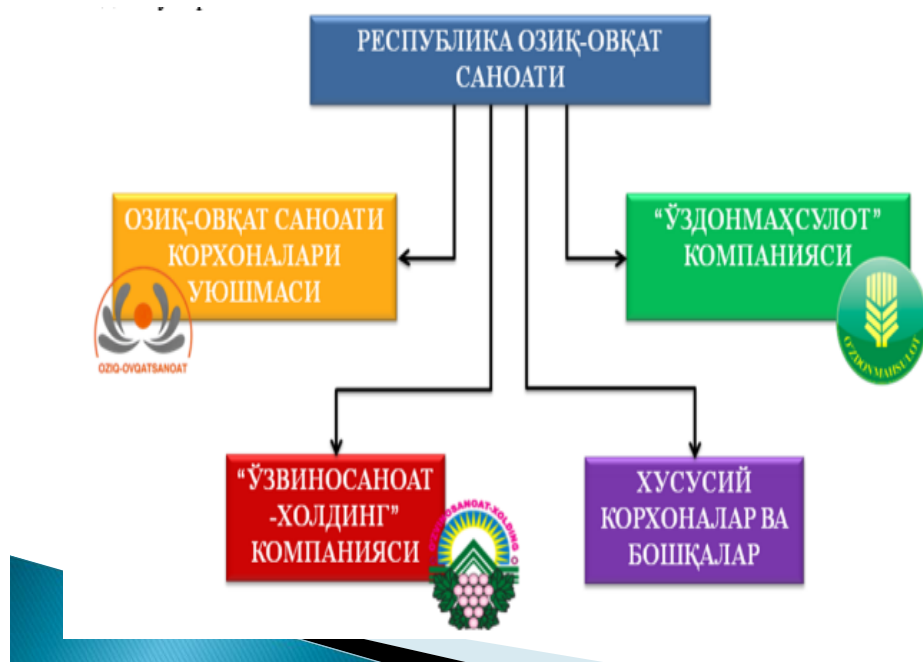 РЕСПУБЛИКА ОЗИҚ-ОВҚАТ
САНОАТИ
ОЗИҚ-ОВҚАТ САНОАТИ
КОРХОНАЛАРИ
УЮШМАСИ
OZIQ-OVQATSANOAT
“ЎЗДОНМАҲСУЛОТ”
КОМПАНИЯСИ
O'ZDONMAHSULOT
“ЎЗВИНОСАНОАТ
-ХОЛДИНГ”
КОМПАНИЯСИ
ХУСУСИЙ
КОРХОНАЛАР ВА
БОШҚАЛАР